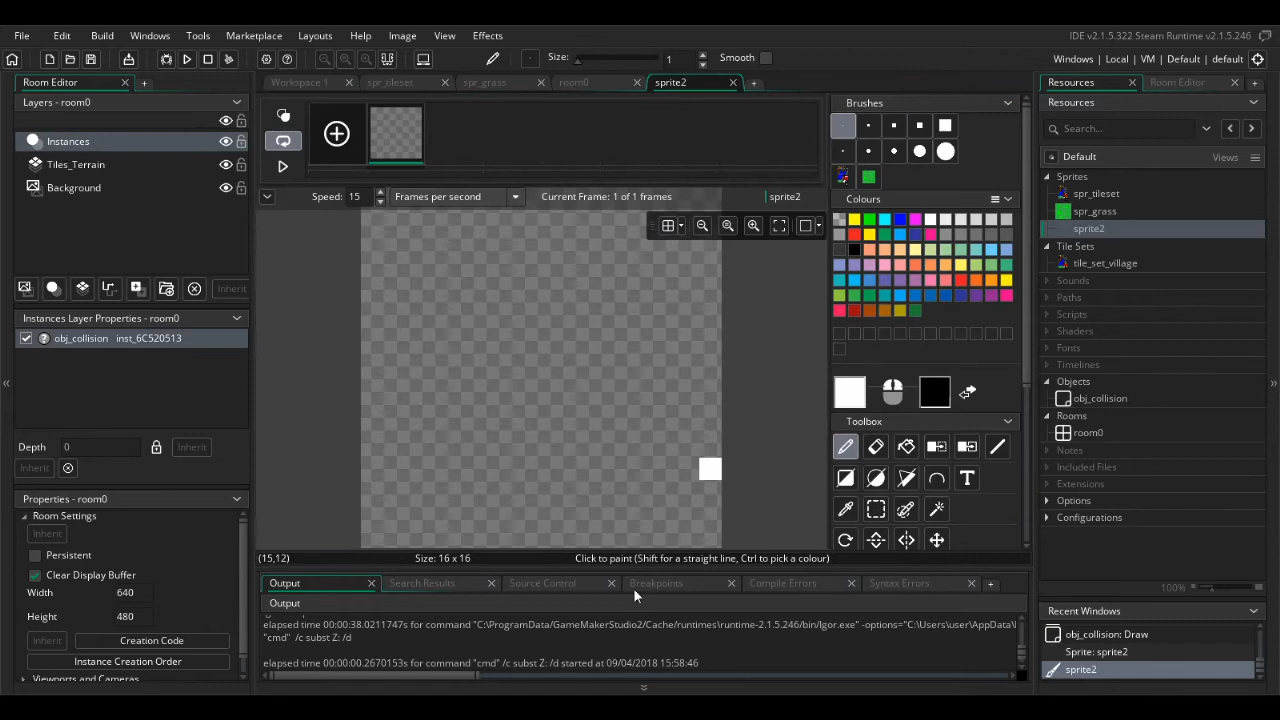 File Edit Build Windows Tools Marketplace Layouts Help Image View Effects IDE v2.1.5.322 Steam Runtime v2.1.5.246
Size: 1 Smooth Windows | Local | VM | Default | default
Room Editor
Workspace 1 spr_tileset spr_grass room0 sprite2
Resources Room Editor
Layers - room0
Brushes
Resources
Search...
Instances
Default Views
Tiles_Terrain
Sprites
Background
spr_tileset
Speed: 15 Frames per second Current Frame: 1 of 1 frames sprite2
Colours
spr_grass
sprite2
Tile Sets
tile_set_village
Sounds
Inherit
Paths
Instances Layer Properties - room0
Scripts
obj_collision inst_6C520513
Shaders
Fonts
Timelines
Objects
obj_collision
Rooms
Toolbox
room0
Depth 0 Inherit
Notes
Inherit
Included Files
T
Extensions
Properties - room0
Options
Room Settings
Configurations
Inherit
Persistent
(15,12) Size: 16 x 16 Click to paint (Shift for a straight line, Ctrl to pick a colour)
Clear Display Buffer
Output Search Results Source Control Breakpoints Compile Errors Syntax Errors
100%
Width 640
Output
Recent Windows
Height 480
elapsed time 00:00:38.0211747s for command "C:\ProgramData/GameMakerStudio2/Cache/runtimes\runtime-2.1.5.246/bin/Igor.exe" -options="C:\Users\user\AppData\
obj_collision: Draw
Inherit Creation Code
"cmd" /c subst Z: /d
Sprite: sprite2
Instance Creation Order
elapsed time 00:00:00.2670153s for command "cmd" /c subst Z: /d started at 09/04/2018 15:58:46
sprite2
Viewports and Cameras